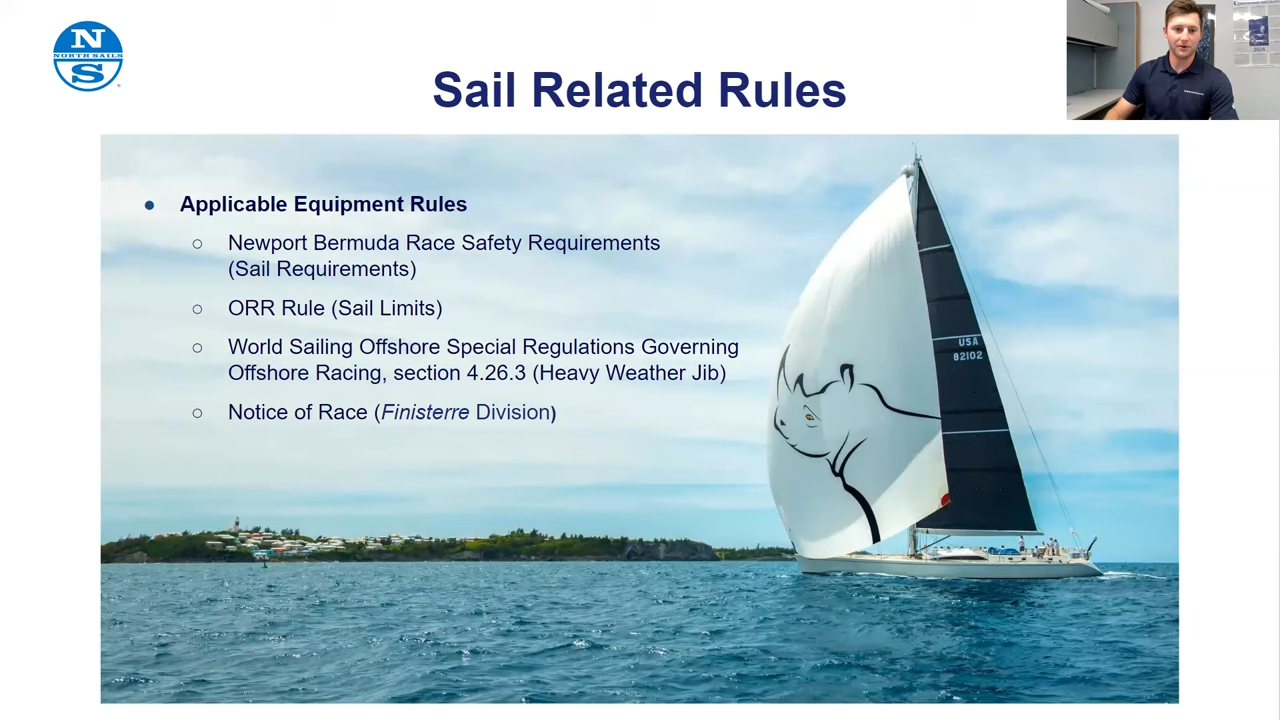 N
NORTH SAILS
S
Sail Related Rules
● Applicable Equipment Rules
○ Newport Bermuda Race Safety Requirements
(Sail Requirements)
○ ORR Rule (Sail Limits)
○ World Sailing Offshore Special Regulations Governing
Offshore Racing, section 4.26.3 (Heavy Weather Jib)
○ Notice of Race (Finisterre Division)
USA
82102